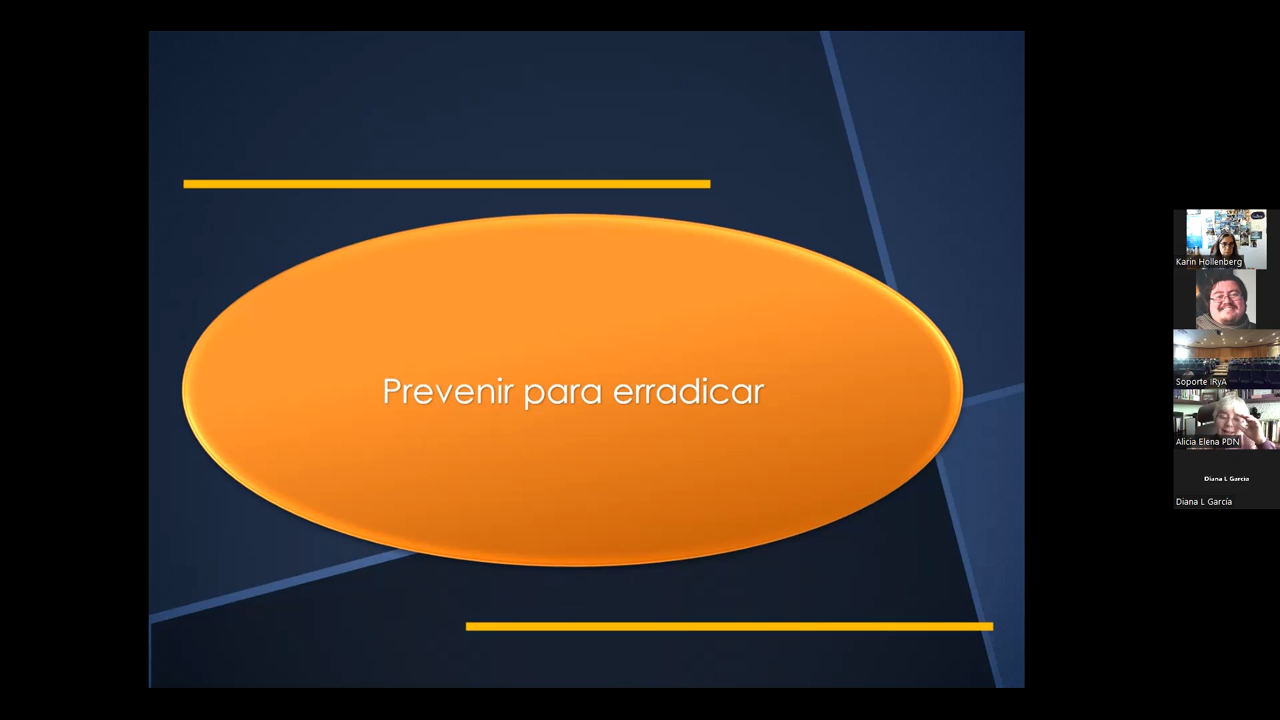 Prevenir para erradicar
Karin Hollenberg
Soporte IRyA
Alicia Elena PDN
Diana L García
Diana L García